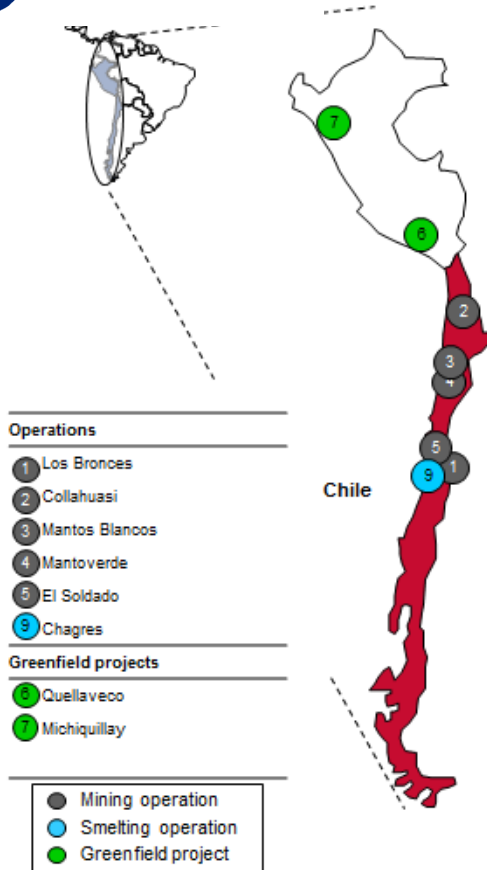 7
6
2
3
4
5
9
1
Chile
Operations
1 Los Bronces
2 Collahuasi
3 Mantos Blancos
4 Mantoverde
5 El Soldado
9 Chagres
Greenfield projects
6 Quellaveco
7 Michiquillay
Mining operation
Smelting operation
Greenfield project